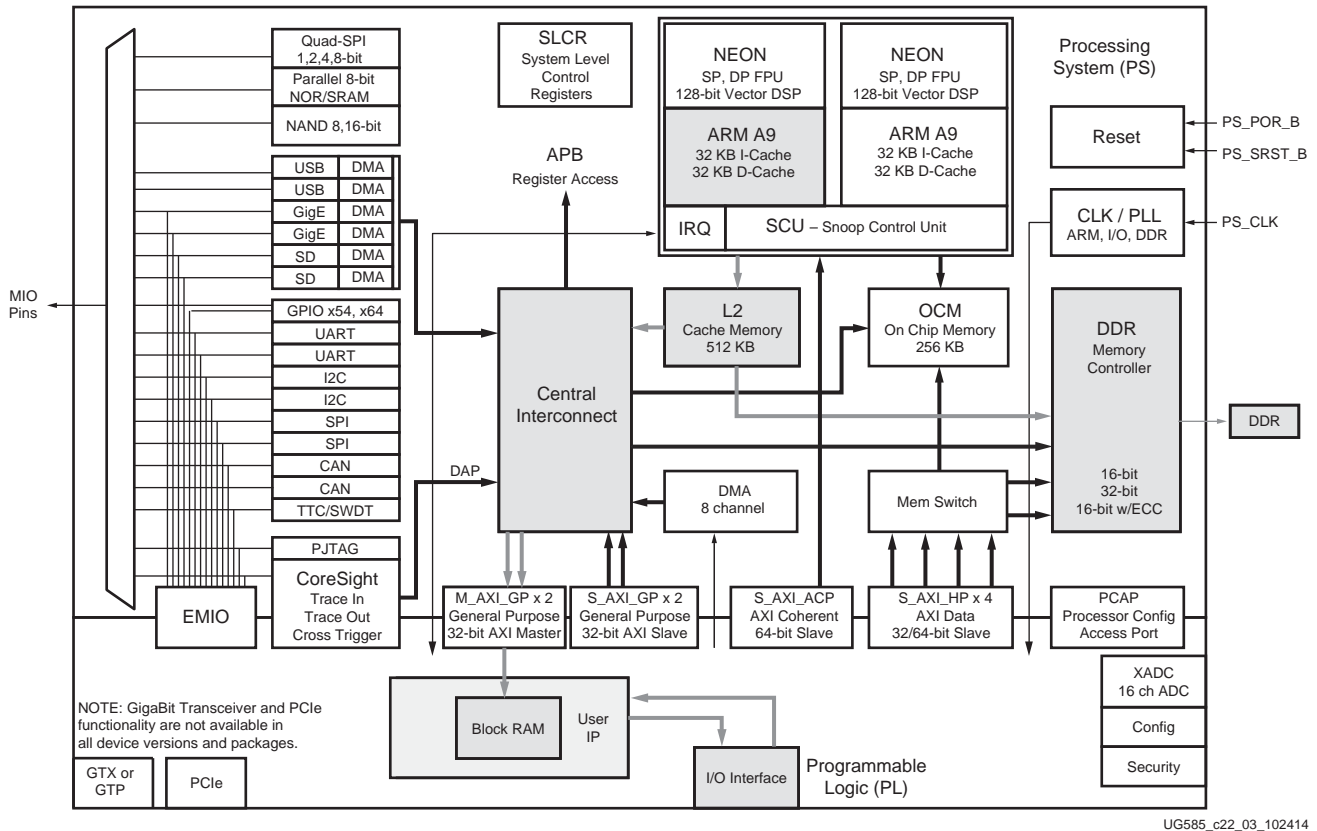 Quad-SPI
1,2,4,8-bit
Parallel 8-bit
NOR/SRAM
NAND 8,16-bit
USB DMA
USB DMA
GigE DMA
GigE DMA
SD DMA
SD DMA
MIO
Pins
GPIO x54, x64
UART
UART
I2C
I2C
SPI
SPI
CAN
CAN
TTC/SWDT
PJTAG
CoreSight
Trace In
Trace Out
Cross Trigger
EMIO
SLCR
System Level
Control
Registers
APB
Register Access
NEON
SP, DP FPU
128-bit Vector DSP
ARM A9
32 KB I-Cache
32 KB D-Cache
NEON
SP, DP FPU
128-bit Vector DSP
ARM A9
32 KB I-Cache
32 KB D-Cache
IRQ
SCU – Snoop Control Unit
Processing
System (PS)
Reset
PS_POR_B
PS_SRST_B
CLK / PLL
ARM, I/O, DDR
PS_CLK
Central
Interconnect
DAP
L2
Cache Memory
512 KB
OCM
On Chip Memory
256 KB
DDR
Memory
Controller
16-bit
32-bit
16-bit w/ECC
DDR
DMA
8 channel
Mem Switch
M_AXI_GP x 2
General Purpose
32-bit AXI Master
S_AXI_GP x 2
General Purpose
32-bit AXI Slave
S_AXI_ACP
AXI Coherent
64-bit Slave
S_AXI_HP x 4
AXI Data
32/64-bit Slave
PCAP
Processor Config
Access Port
XADC
16 ch ADC
Config
Security
NOTE: GigaBit Transceiver and PCIe
functionality are not available in
all device versions and packages.
GTX or
GTP
PCIe
Block RAM
User
IP
I/O Interface
Programmable
Logic (PL)
UG585_c22_03_102414